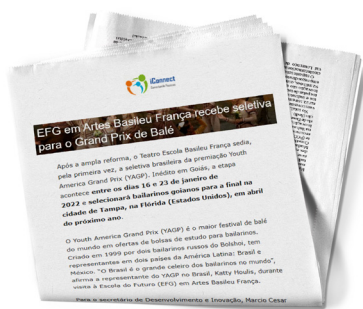 iConnect
EFG em Artes Basileu França recebe seletiva
para o Grand Prix de Balé
Após a ampla reforma, o Teatro Escola Basileu França sedia,
pela primeira vez, a seletiva brasileira da premiação Youth
America Grand Prix (YAGP). Inédito em Goiás, a etapa
acontece entre os dias 16 e 23 de janeiro de
2022 e selecionará bailarinos goianos para a final na
cidade de Tampa, na Flórida (Estados Unidos), em abril
do próximo ano.
O Youth America Grand Prix (YAGP) é o maior festival de balé
do mundo em ofertas da bolsas de estudo para bailarinos.
Criado em 1999 por dois bailarinos russos do Bolshoi, tem
representantes em dois países da América Latina: Brasil e
México. "O Brasil é o grande celeiro dos bailarinos no mundo",
afirma a representante do YAGP no Brasil, Katty Houlis, durante
visita à Escola do Futuro (EFG) em Artes Basileu França.
Para o secretário de Desenvolvimento e Inovação, Marcio Cesar